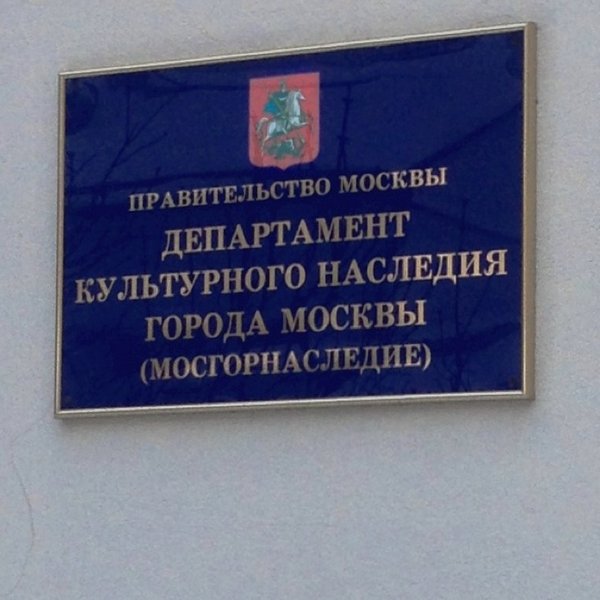 ПРАВИТЕЛЬСТВО МОСКВЫ
ДЕПАРТАМЕНТ
КУЛЬТУРНОГО НАСЛЕДИЯ
ГОРОДА МОСКВЫ
(МОСГОРНАСЛЕДИЕ)